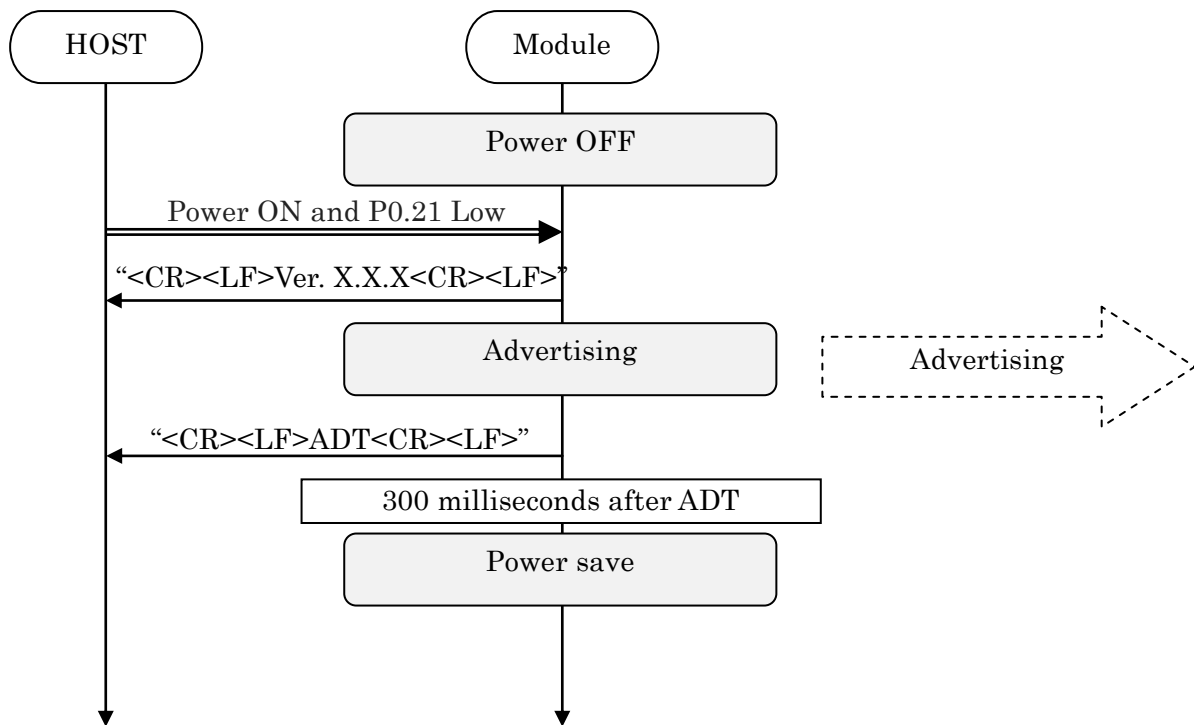 HOST
Module
Power OFF
Power ON and P0.21 Low
“<CR><LF>Ver. X.X.X<CR><LF>”
Advertising
Advertising
“<CR><LF>ADT<CR><LF>”
300 milliseconds after ADT
Power save